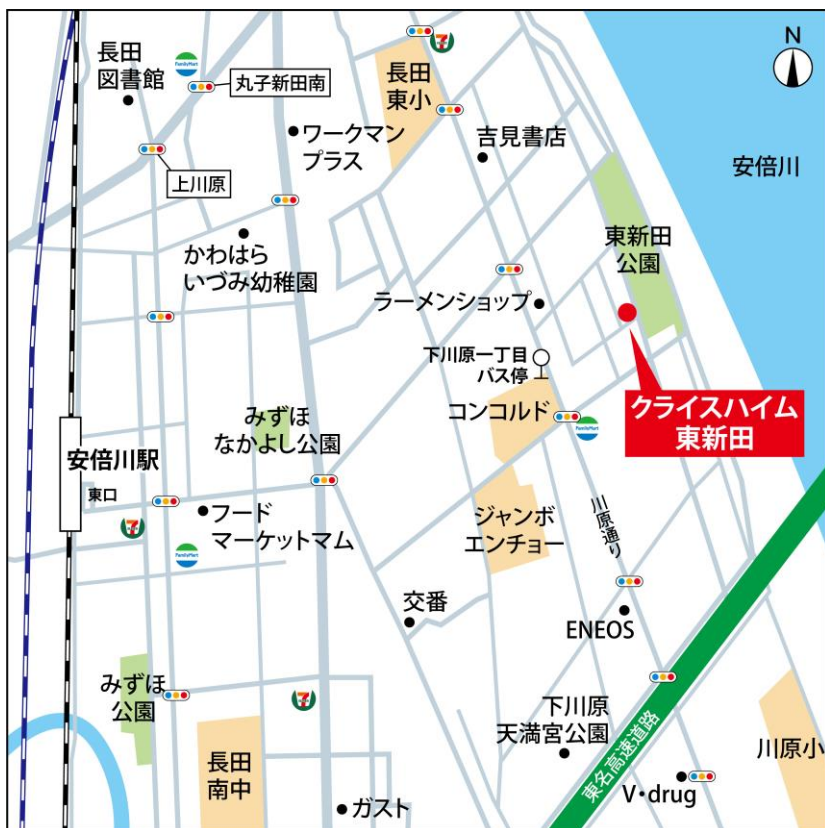 N
長田
図書館
FamilyMart
丸子新田南
7
長田
東小
ワークマン
プラス
吉見書店
安倍川
上川原
かわはら
いづみ幼稚園
東新田
公園
ラーメンショップ
下川原一丁目
バス停
コンコルド
FamilyMart
クライスハイム
東新田
みずほ
なかよし公園
安倍川駅
東口
7
フード
マーケットマム
FamilyMart
ジャンボ
エンチョー
川原通り
交番
ENEOS
みずほ
公園
7
長田
南中
下川原
天満宮公園
東名高速道路
川原小
V・drug
ガスト